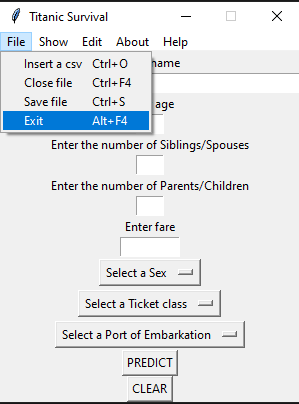 Titanic Survival
File Show Edit About Help
Insert a csv Ctrl+O
Close file Ctrl+F4
Save file Ctrl+S
Exit Alt+F4
name
age
Enter the number of Siblings/Spouses
Enter the number of Parents/Children
Enter fare
Select a Sex
Select a Ticket class
Select a Port of Embarkation
PREDICT
CLEAR